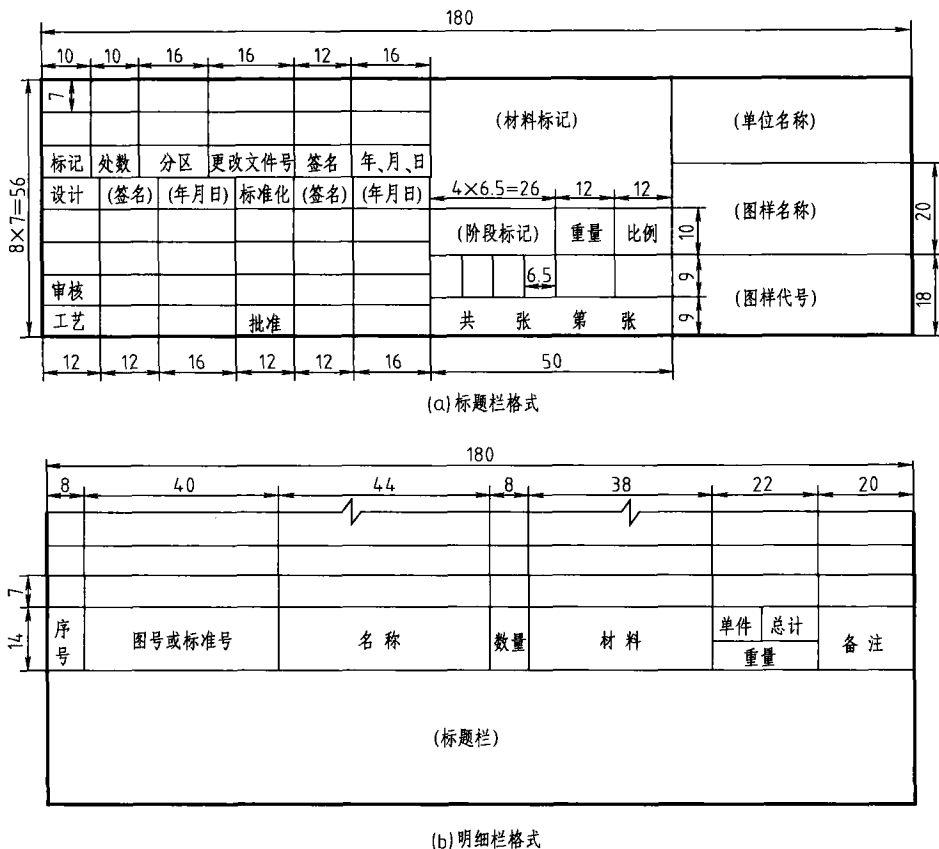 180
10 10 16 16 12 16
7
(材料标记) (单位名称)
标记 处数 分区 更改文件号 签名 年、月、日
设计 (签名) (年月日) 标准化 (签名) (年月日) 4×6.5=26 12 12
8×7=56
(阶段标记) 重量 比例 10 (图样名称) 20
6.5 9
审核 (图样代号) 18
工艺 批准 共 张 第 张 9
12 12 16 12 12 16 50
(a)标题栏格式
180
8 40 44 8 38 22 20
7
14
序号 图号或标准号 名称 数量 材料 单件 总计 备注
重量
(标题栏)
(b)明细栏格式